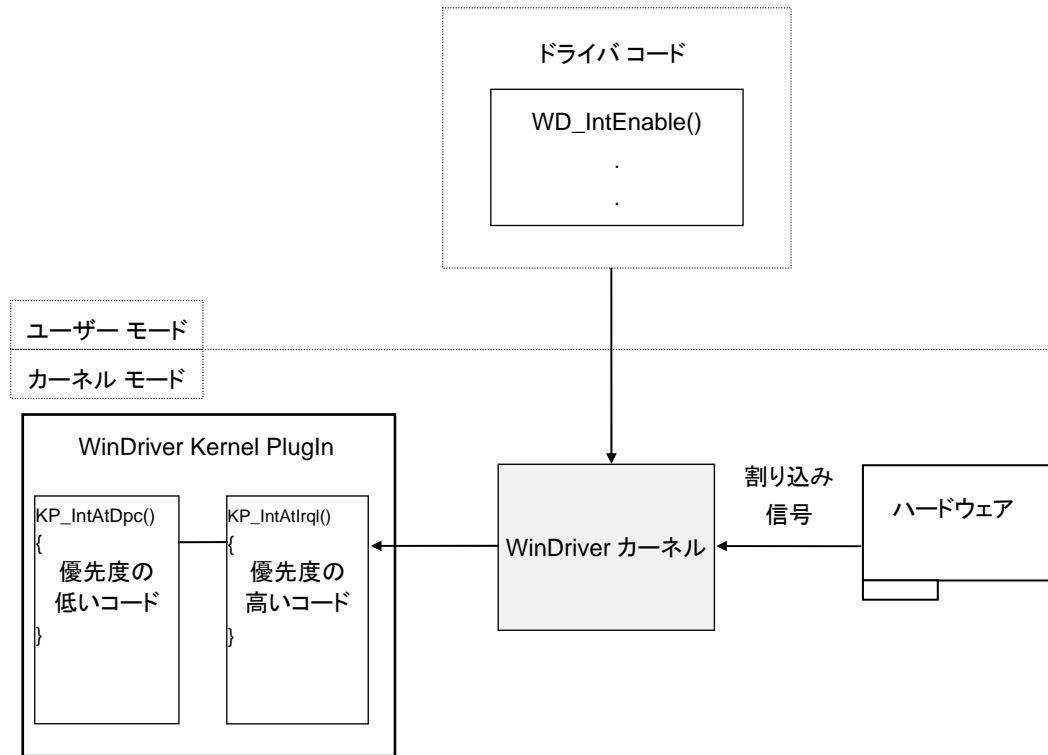 ドライバ コード
WD_IntEnable()
.
.
ユーザー モード
カーネル モード
WinDriver Kernel PlugIn
KP_IntAtDpc()
{
優先度の
低いコード
}
KP_IntAtIrql()
{
優先度の
高いコード
}
WinDriver カーネル
割り込み
信号
ハードウェア